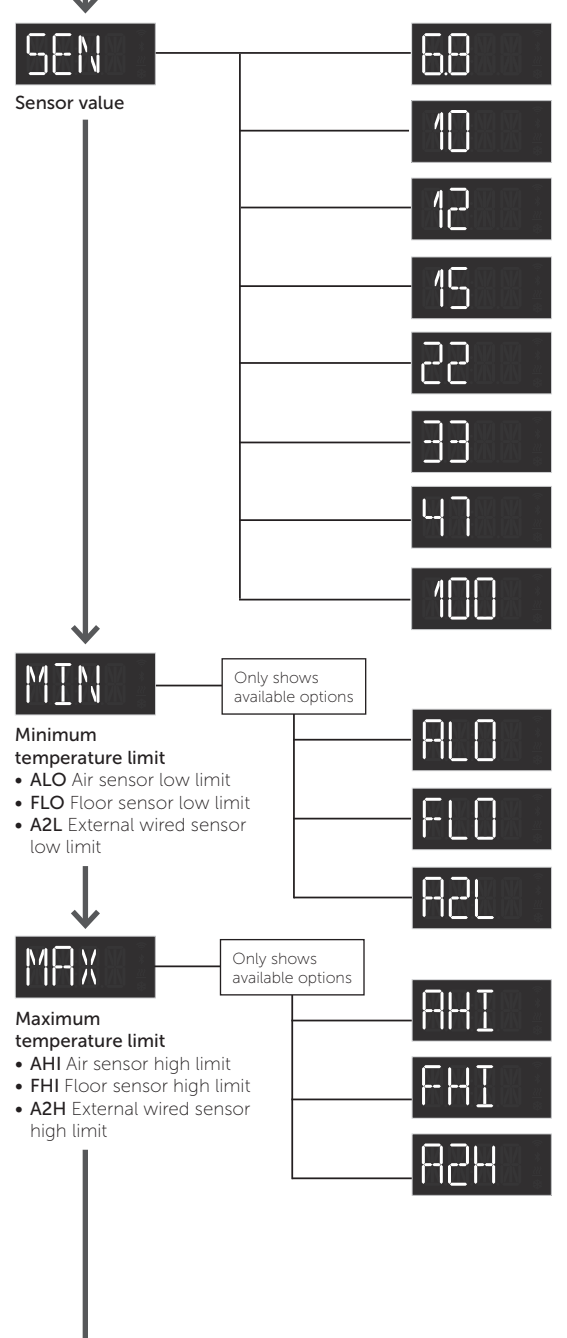 SEN
Sensor value
6.8
10
12
15
22
33
47
100
MIN
Only shows
available options
Minimum
temperature limit
• ALO Air sensor low limit
• FLO Floor sensor low limit
• A2L External wired sensor
low limit
ALO
FLO
A2L
MAX
Only shows
available options
Maximum
temperature limit
• AHI Air sensor high limit
• FHI Floor sensor high limit
• A2H External wired sensor
high limit
AHI
FHI
A2H